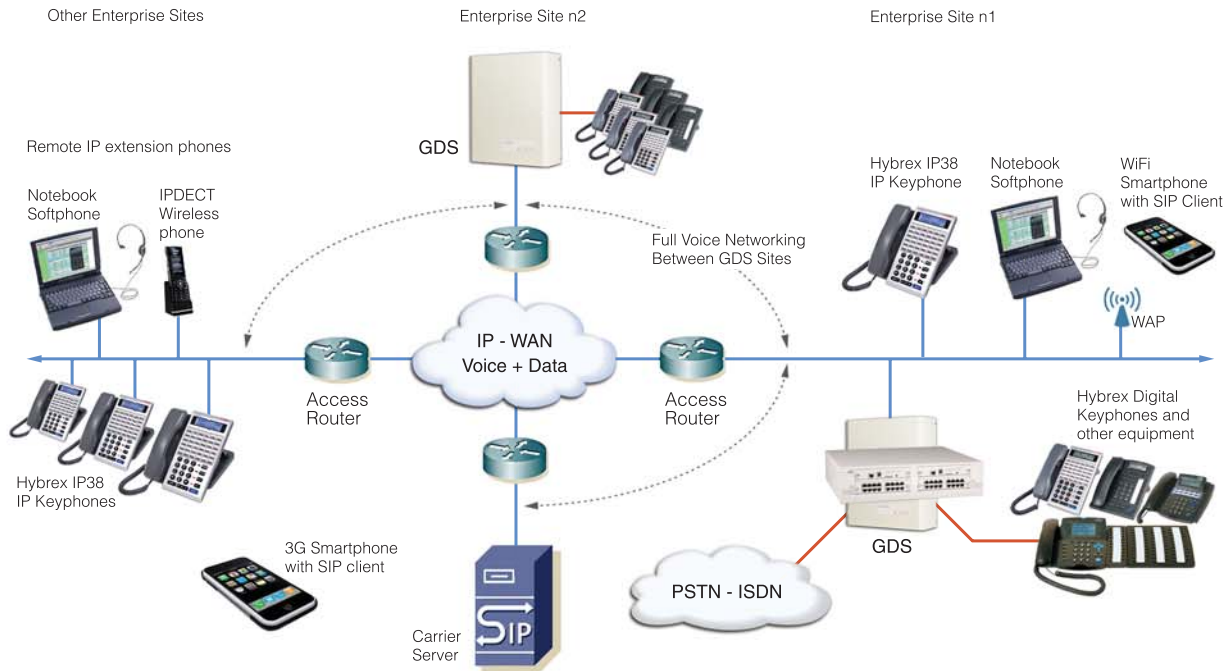 Other Enterprise Sites
Enterprise Site n2
Enterprise Site n1
GDS
Remote IP extension phones
Notebook
Softphone
IPDECT
Wireless
phone
Hybrex IP38
IP Keyphone
Notebook
Softphone
WiFi
Smartphone
with SIP Client
Full Voice Networking
Between GDS Sites
WAP
IP - WAN
Voice + Data
Access
Router
Access
Router
Hybrex IP38
IP Keyphones
Hybrex Digital
Keyphones and
other equipment
GDS
3G Smartphone
with SIP client
PSTN - ISDN
SIP
Carrier
Server